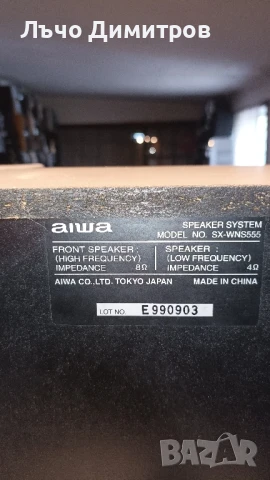 Лъчо Димитров
aiwa
SPEAKER SYSTEM
MODEL NO. SX-WNS555
FRONT SPEAKER :
(HIGH FREQUENCY)
IMPEDANCE 8Ω
SPEAKER :
(LOW FREQUENCY)
IMPEDANCE 4Ω
AIWA CO.,LTD. TOKYO JAPAN
MADE IN CHINA
LOT NO. E990903
BAZAR